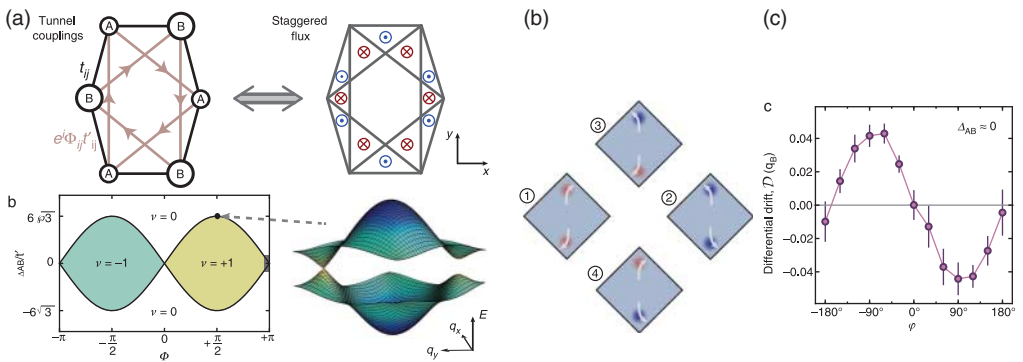 (a)
Tunnel
couplings
Staggered
flux
A
B
t_ij
B
A
e^iΦ_ij t'_ij
A
B
y
x
b
Δ_AB/t'
6√3
0
−6√3
ν = 0
ν = −1
ν = +1
ν = 0
−π
−π/2
0
+π/2
+π
Φ
E
q_x
q_y
(b)
3
1
2
4
(c)
c
Δ_AB ≈ 0
Differential drift, 𝒟 (q_B)
0.04
0.02
0.00
−0.02
−0.04
−180°
−90°
0°
90°
180°
φ